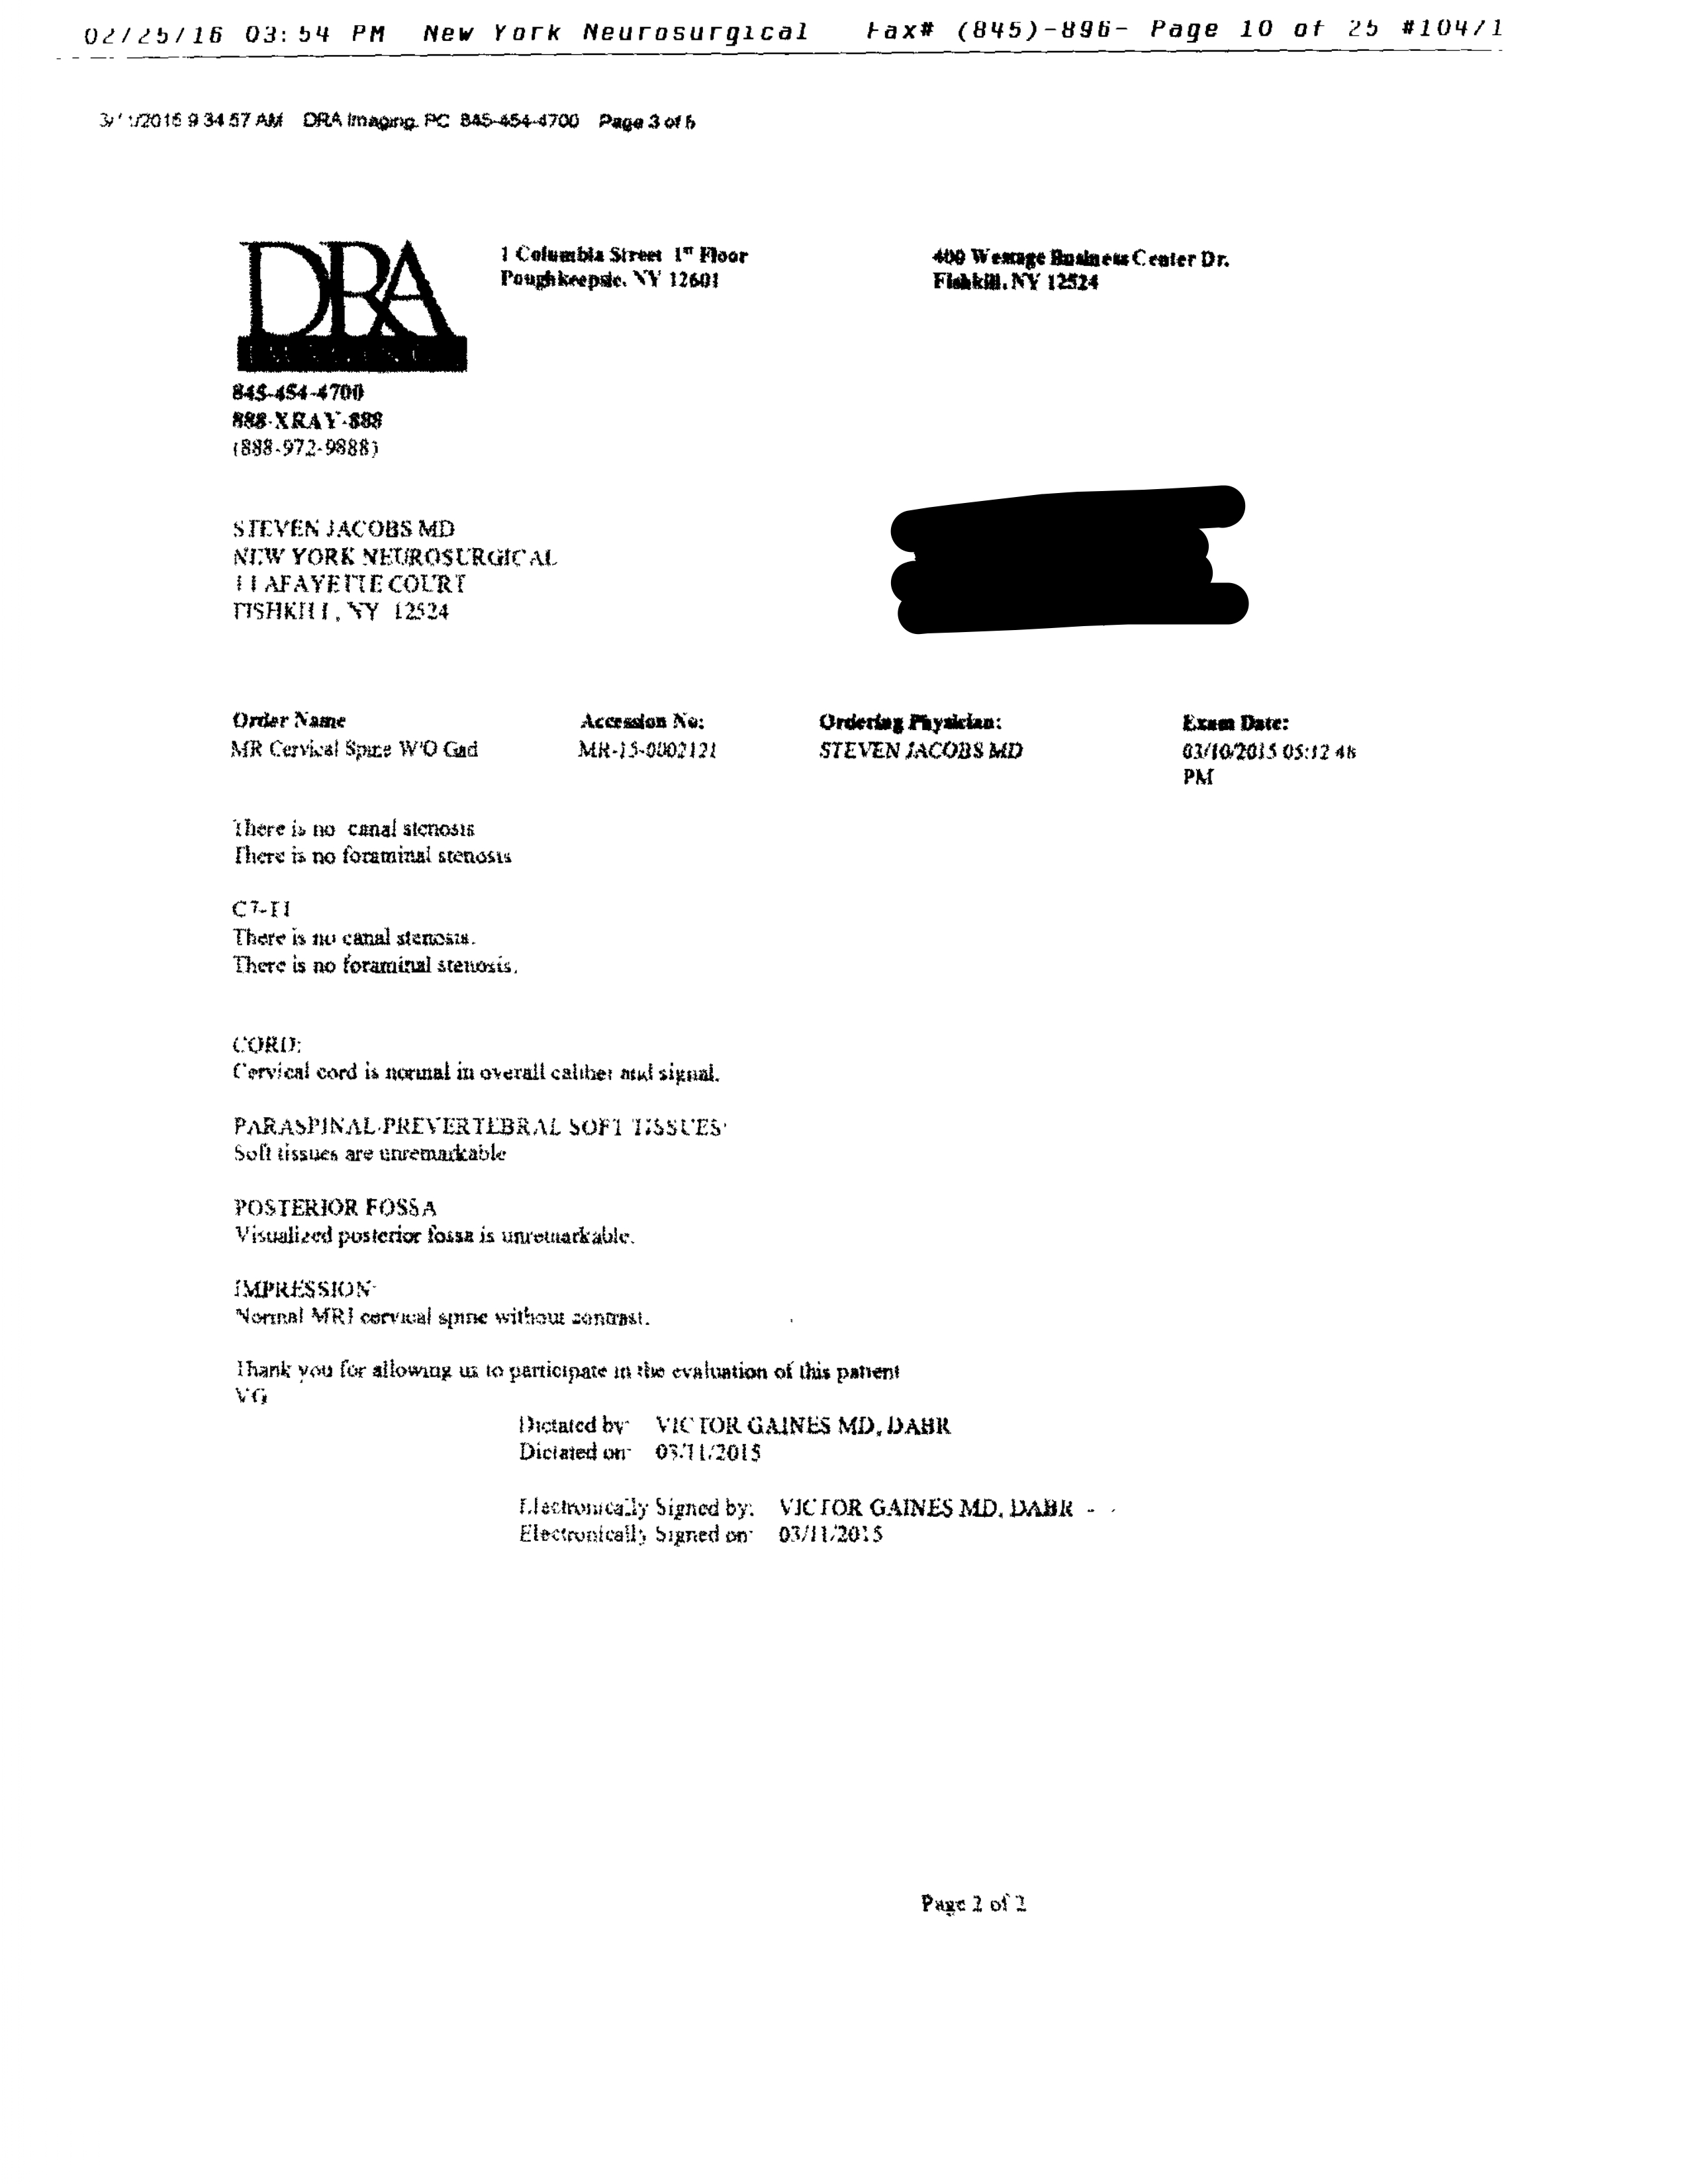 02/25/16 03:54 PM New York Neurosurgical Fax# (845)-896- Page 10 of 25 #10471
2015 9 34 57 AM DRA Imaging, PC 845-454-4700 Page 3 of 5
DRA
1 Columbia Street 1st Floor
Poughkeepsie, NY 12601
400 Westage Business Center Dr.
Fishkill, NY 12524
845-454-4700
888-XRAY-888
(888-972-9888)
STEVEN JACOBS MD
NEW YORK NEUROSURGICAL
LAFAYETTE COURT
FISHKILL, NY 12524
Order Name Accession No: Ordering Physician: Exam Date:
MR Cervical Spine W/O Gad MR-15-0002121 STEVEN JACOBS MD 03/10/2015 05:12 48
PM
There is no canal stenosis
There is no foraminal stenosis
C7-T1
There is no canal stenosis.
There is no foraminal stenosis.
CORD:
Cervical cord is normal in overall caliber and signal.
PARASPINAL/PREVERTEBRAL SOFT TISSUES:
Soft tissues are unremarkable
POSTERIOR FOSSA
Visualized posterior fossa is unremarkable.
IMPRESSION:
Normal MRI cervical spine without contrast.
Thank you for allowing us to participate in the evaluation of this patient
VG
Dictated by: VICTOR GAINES MD, DABR
Dictated on: 03/11/2015
Electronically Signed by: VICTOR GAINES MD, DABR - -
Electronically Signed on: 03/11/2015
Page 2 of 2